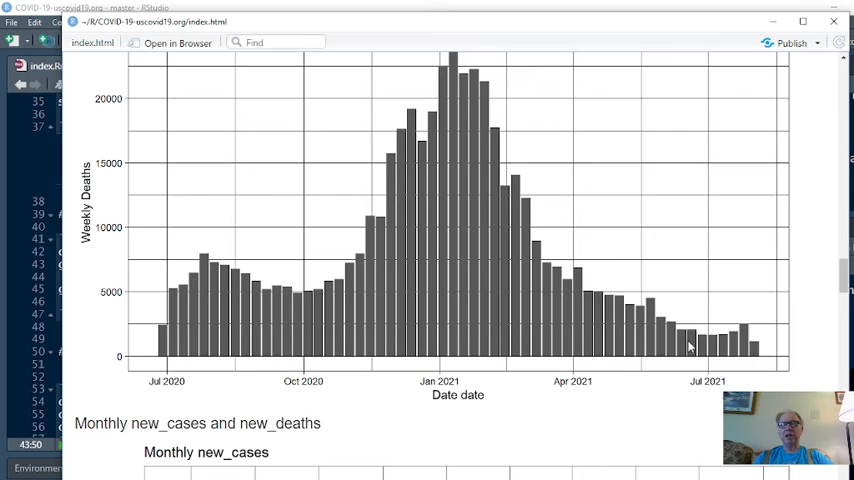 COVID-19-uscovid19.org - master - RStudio
File Edit
~/R/COVID-19-uscovid19.org/index.html
index.html Open in Browser Find Publish
index.R
35
36
37
38
39
40
41
42
43
44
45
46
47
48
49
50
51
52
53
54
55
56
43:50
Environmen
Weekly Deaths
20000
15000
10000
5000
0
Jul 2020 Oct 2020 Jan 2021 Apr 2021 Jul 2021
Date date
Monthly new_cases and new_deaths
Monthly new_cases